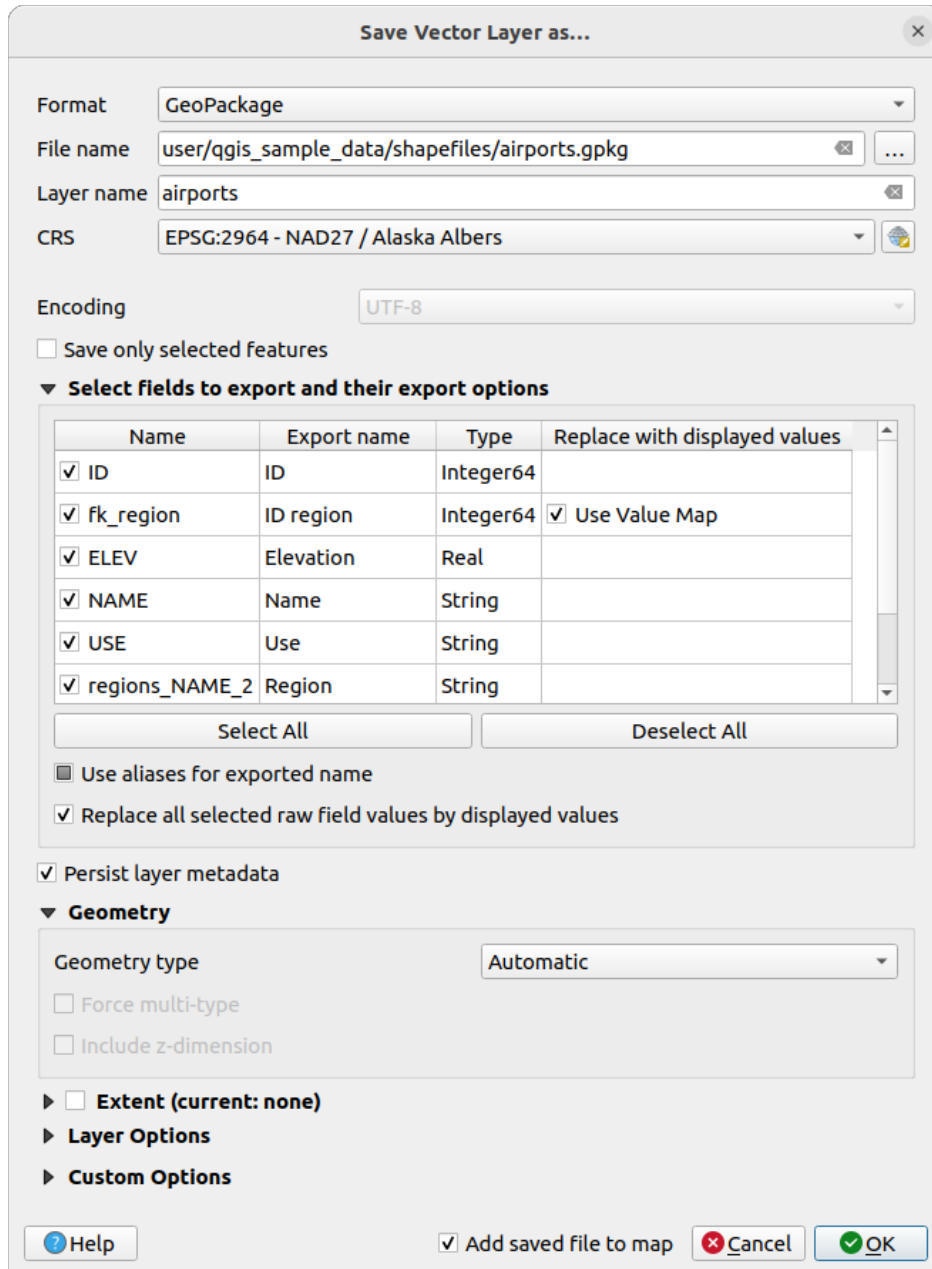 Save Vector Layer as…
Format GeoPackage
File name user/qgis_sample_data/shapefiles/airports.gpkg …
Layer name airports
CRS EPSG:2964 - NAD27 / Alaska Albers
Encoding UTF-8
Save only selected features
Select fields to export and their export options
Name Export name Type Replace with displayed values
ID ID Integer64
fk_region ID region Integer64 Use Value Map
ELEV Elevation Real
NAME Name String
USE Use String
regions_NAME_2 Region String
Select All Deselect All
Use aliases for exported name
Replace all selected raw field values by displayed values
Persist layer metadata
Geometry
Geometry type Automatic
Force multi-type
Include z-dimension
Extent (current: none)
Layer Options
Custom Options
Help Add saved file to map Cancel OK